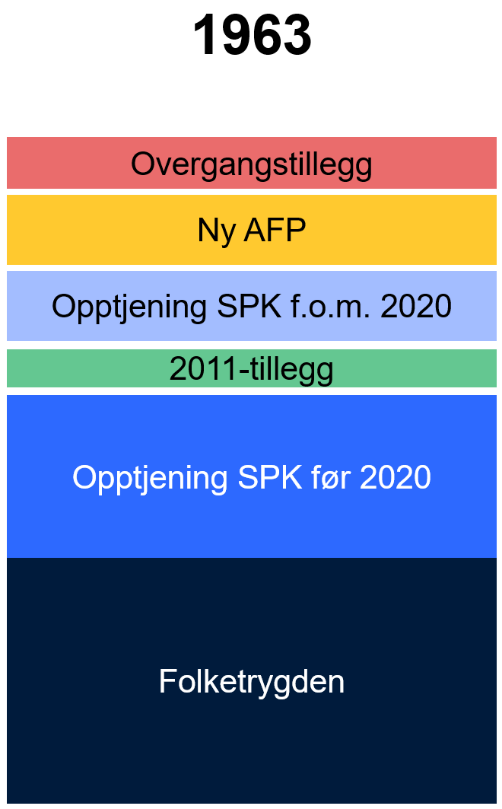 1963
Overgangstillegg
Ny AFP
Opptjening SPK f.o.m. 2020
2011-tillegg
Opptjening SPK før 2020
Folketrygden